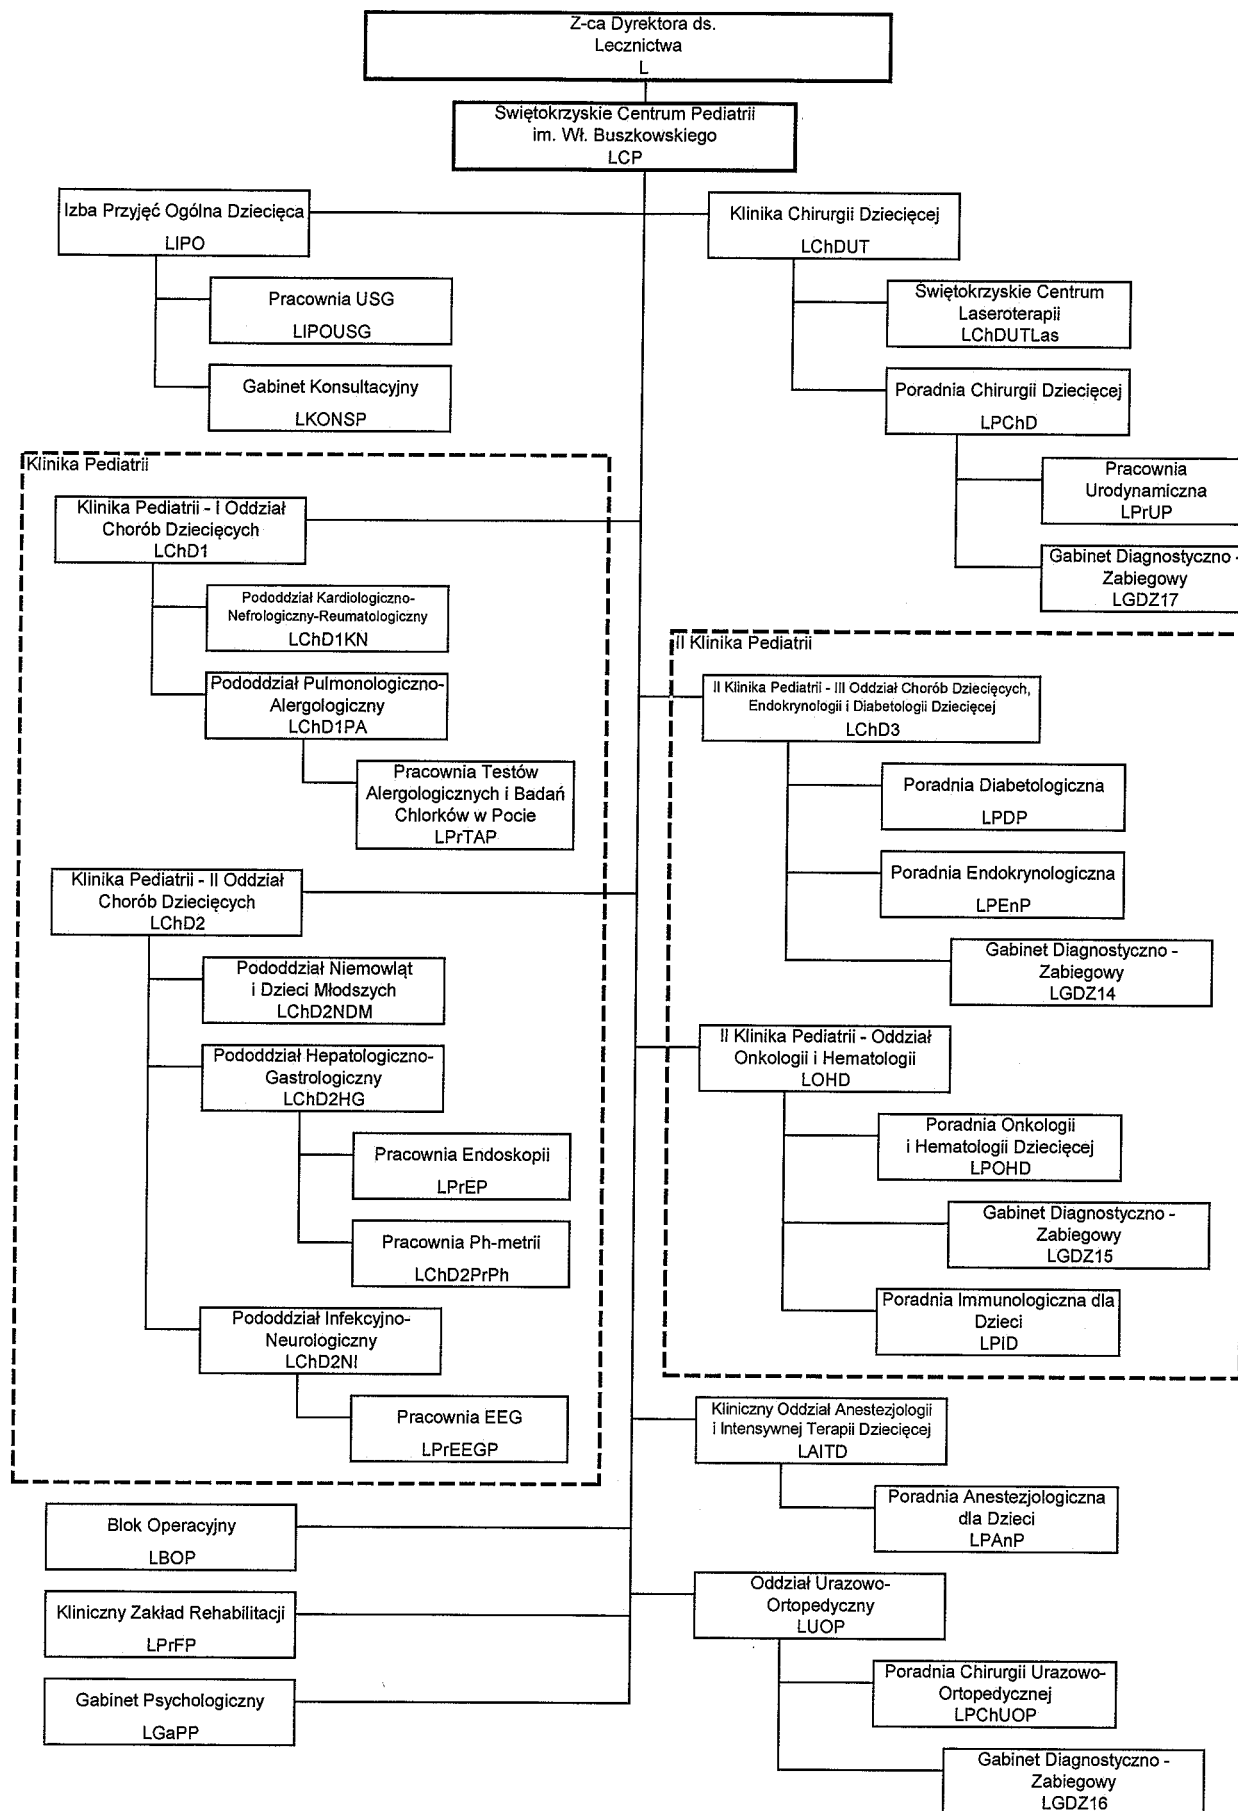 Z-ca Dyrektora ds.
Lecznictwa
L
Świętokrzyskie Centrum Pediatrii
im. Wł. Buszkowskiego
LCP
Izba Przyjęć Ogólna Dziecięca
LIPO
Pracownia USG
LIPOUSG
Gabinet Konsultacyjny
LKONSP
Klinika Chirurgii Dziecięcej
LChDUT
Świętokrzyskie Centrum
Laseroterapii
LChDUTLas
Poradnia Chirurgii Dziecięcej
LPChD
Pracownia
Urodynamiczna
LPrUP
Gabinet Diagnostyczno -
Zabiegowy
LGDZ17
Klinika Pediatrii
Klinika Pediatrii - I Oddział
Chorób Dziecięcych
LChD1
Pododdział Kardiologiczno-
Nefrologiczny-Reumatologiczny
LChD1KN
Pododdział Pulmonologiczno-
Alergologiczny
LChD1PA
Pracownia Testów
Alergologicznych i Badań
Chlorków w Pocie
LPrTAP
Klinika Pediatrii - II Oddział
Chorób Dziecięcych
LChD2
Pododdział Niemowląt
i Dzieci Młodszych
LChD2NDM
Pododdział Hepatologiczno-
Gastrologiczny
LChD2HG
Pracownia Endoskopii
LPrEP
Pracownia Ph-metrii
LChD2PrPh
Pododdział Infekcyjno-
Neurologiczny
LChD2NI
Pracownia EEG
LPrEEGP
II Klinika Pediatrii
II Klinika Pediatrii - III Oddział Chorób Dziecięcych,
Endokrynologii i Diabetologii Dziecięcej
LChD3
Poradnia Diabetologiczna
LPDP
Poradnia Endokrynologiczna
LPEnP
Gabinet Diagnostyczno -
Zabiegowy
LGDZ14
II Klinika Pediatrii - Oddział
Onkologii i Hematologii
LOHD
Poradnia Onkologii
i Hematologii Dziecięcej
LPOHD
Gabinet Diagnostyczno -
Zabiegowy
LGDZ15
Poradnia Immunologiczna dla
Dzieci
LPID
Kliniczny Oddział Anestezjologii
i Intensywnej Terapii Dziecięcej
LAITD
Poradnia Anestezjologiczna
dla Dzieci
LPAnP
Blok Operacyjny
LBOP
Kliniczny Zakład Rehabilitacji
LPrFP
Gabinet Psychologiczny
LGaPP
Oddział Urazowo-
Ortopedyczny
LUOP
Poradnia Chirurgii Urazowo-
Ortopedycznej
LPChUOP
Gabinet Diagnostyczno -
Zabiegowy
LGDZ16